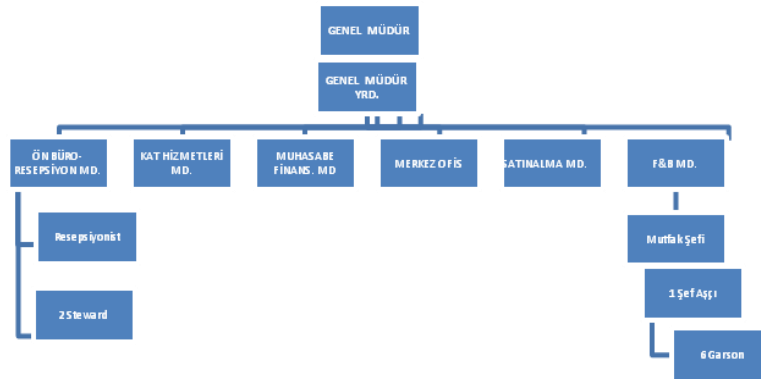 GENEL MÜDÜR
GENEL MÜDÜR
YRD.
ÖN BÜRO-
RESEPSİYON MD.
KAT HİZMETLERİ
MD.
MUHASABE
FİNANS. MD
MERKEZ OFİS
SATINALMA MD.
F&B MD.
Resepsiyonist
Mutfak Şefi
2 Steward
1 Şef Aşçı
6 Garson